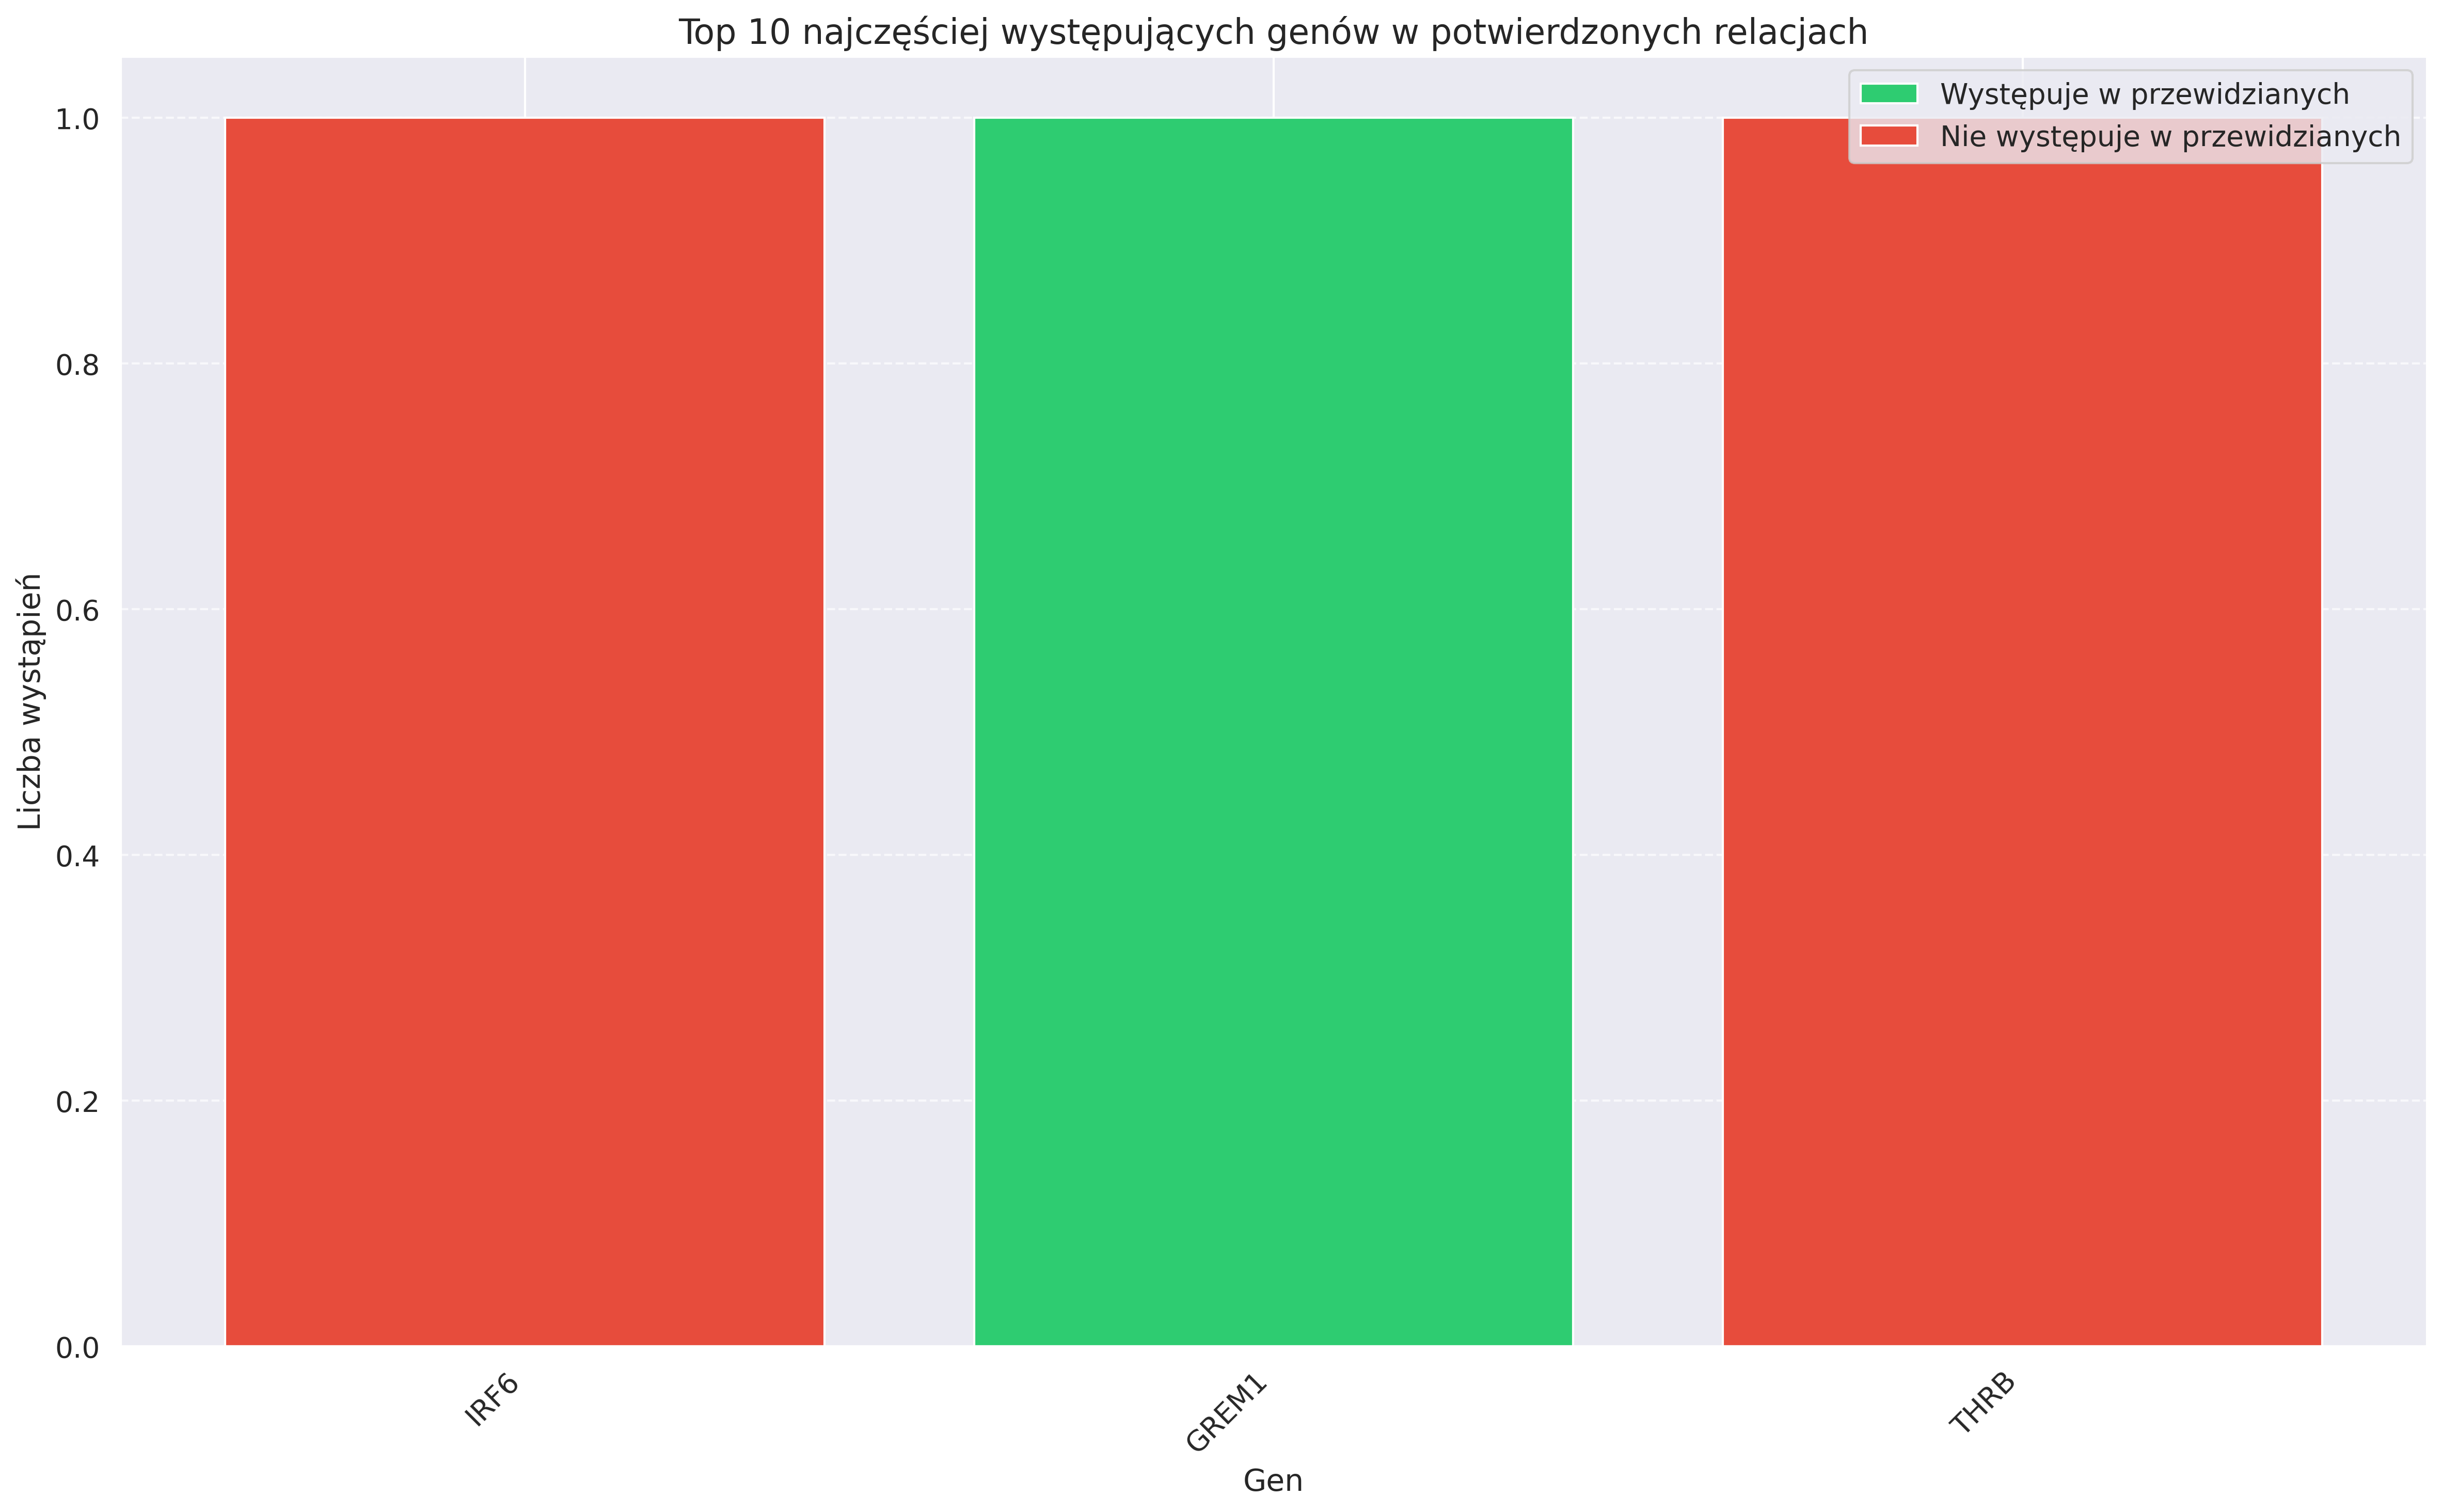 Top 10 najczęściej występujących genów w potwierdzonych relacjach
Występuje w przewidzianych
Nie występuje w przewidzianych
Liczba wystąpień
1.0
0.8
0.6
0.4
0.2
0.0
IRF6
GREM1
THRB
Gen